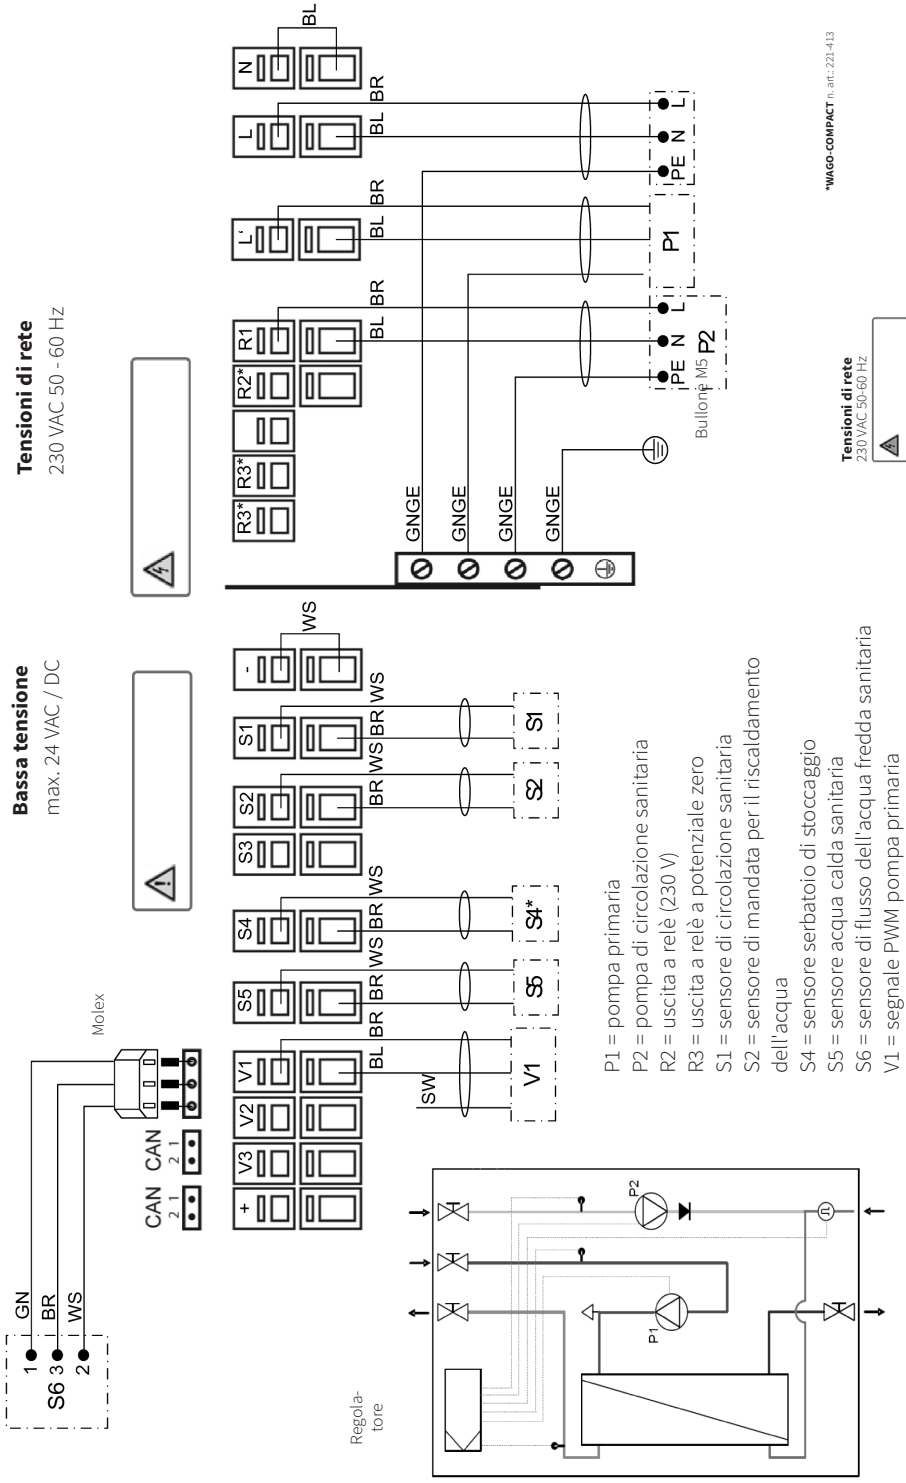 Bassa tensione
max. 24 VAC / DC
Tensioni di rete
230 VAC 50 - 60 Hz
S6
1
3
2
GN
BR
WS
Molex
CAN
2 1
CAN
2 1
+
V3
V2
V1
S5
S4
S3
S2
S1
-
R3*
R3*
R2*
R1
L'
L
N
SW
BL
BR
BR
WS
BR
WS
BR
WS
BR
WS
WS
BL
BR
BL
BR
BL
BR
BL
V1
S5
S4*
S2
S1
GNGE
GNGE
GNGE
GNGE
Bullone M5
PE
N
L
P2
P1
PE
N
L
Regola-
tore
P1
P2
P1 = pompa primaria
P2 = pompa di circolazione sanitaria
R2 = uscita a relè (230 V)
R3 = uscita a relè a potenziale zero
S1 = sensore di circolazione sanitaria
S2 = sensore di mandata per il riscaldamento
dell'acqua
S4 = sensore serbatoio di stoccaggio
S5 = sensore acqua calda sanitaria
S6 = sensore di flusso dell'acqua fredda sanitaria
V1 = segnale PWM pompa primaria
Tensioni di rete
230 VAC 50-60 Hz
*WAGO-COMPACT n. art.: 221-413